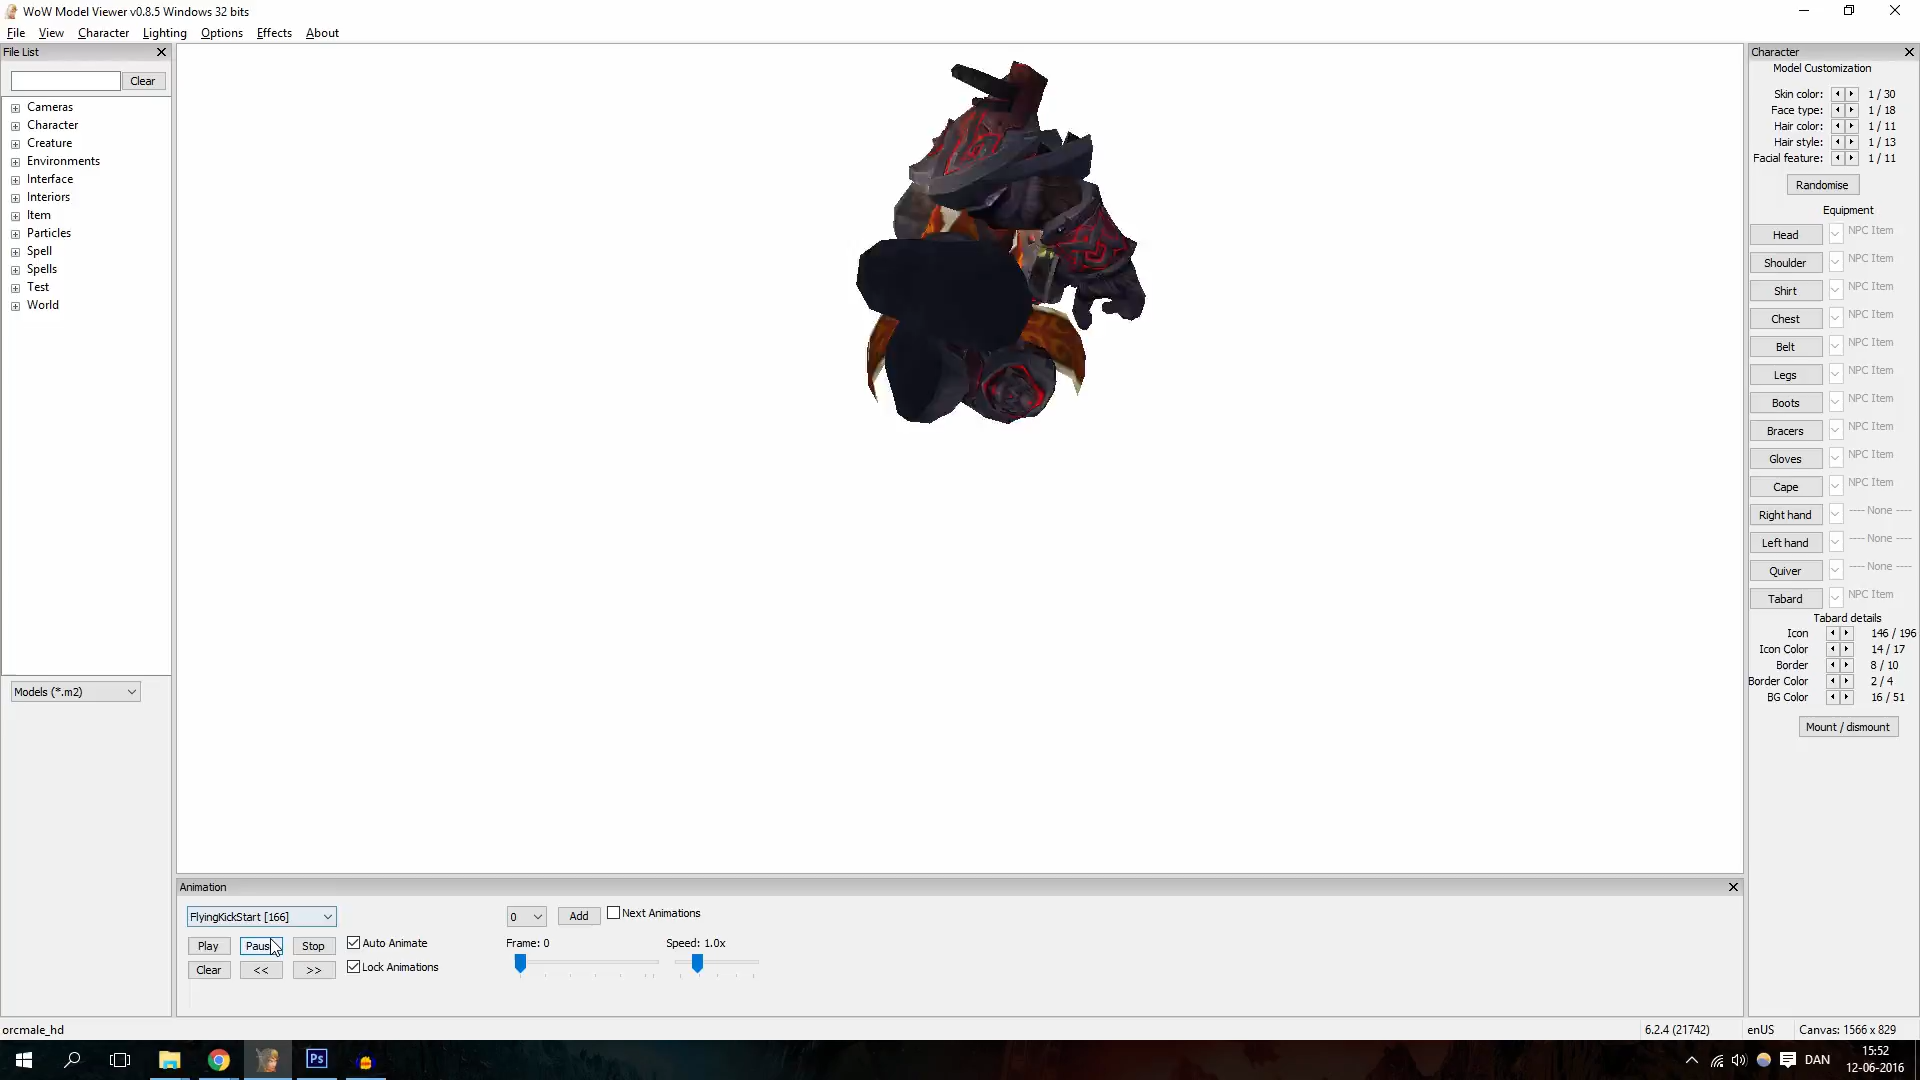 WoW Model Viewer v0.8.5 Windows 32 bits
File View Character Lighting Options Effects About
File List
Clear
Cameras
Character
Creature
Environments
Interface
Interiors
Item
Particles
Spell
Spells
Test
World
Models (*.m2)
Character
Model Customization
Skin color: 1 / 30
Face type: 1 / 18
Hair color: 1 / 11
Hair style: 1 / 13
Facial feature: 1 / 11
Randomise
Equipment
Head NPC Item
Shoulder NPC Item
Shirt NPC Item
Chest NPC Item
Belt NPC Item
Legs NPC Item
Boots NPC Item
Bracers NPC Item
Gloves NPC Item
Cape NPC Item
Right hand ---- None ----
Left hand ---- None ----
Quiver ---- None ----
Tabard NPC Item
Tabard details
Icon 146 / 196
Icon Color 14 / 17
Border 8 / 10
Border Color 2 / 4
BG Color 16 / 51
Mount / dismount
Animation
FlyingKickStart [166] 0 Add Next Animations
Play Paus Stop Auto Animate Frame: 0 Speed: 1.0x
Clear << >> Lock Animations
orcmale_hd 6.2.4 (21742) enUS Canvas: 1566 x 829
Ps DAN 15:52
12-06-2016